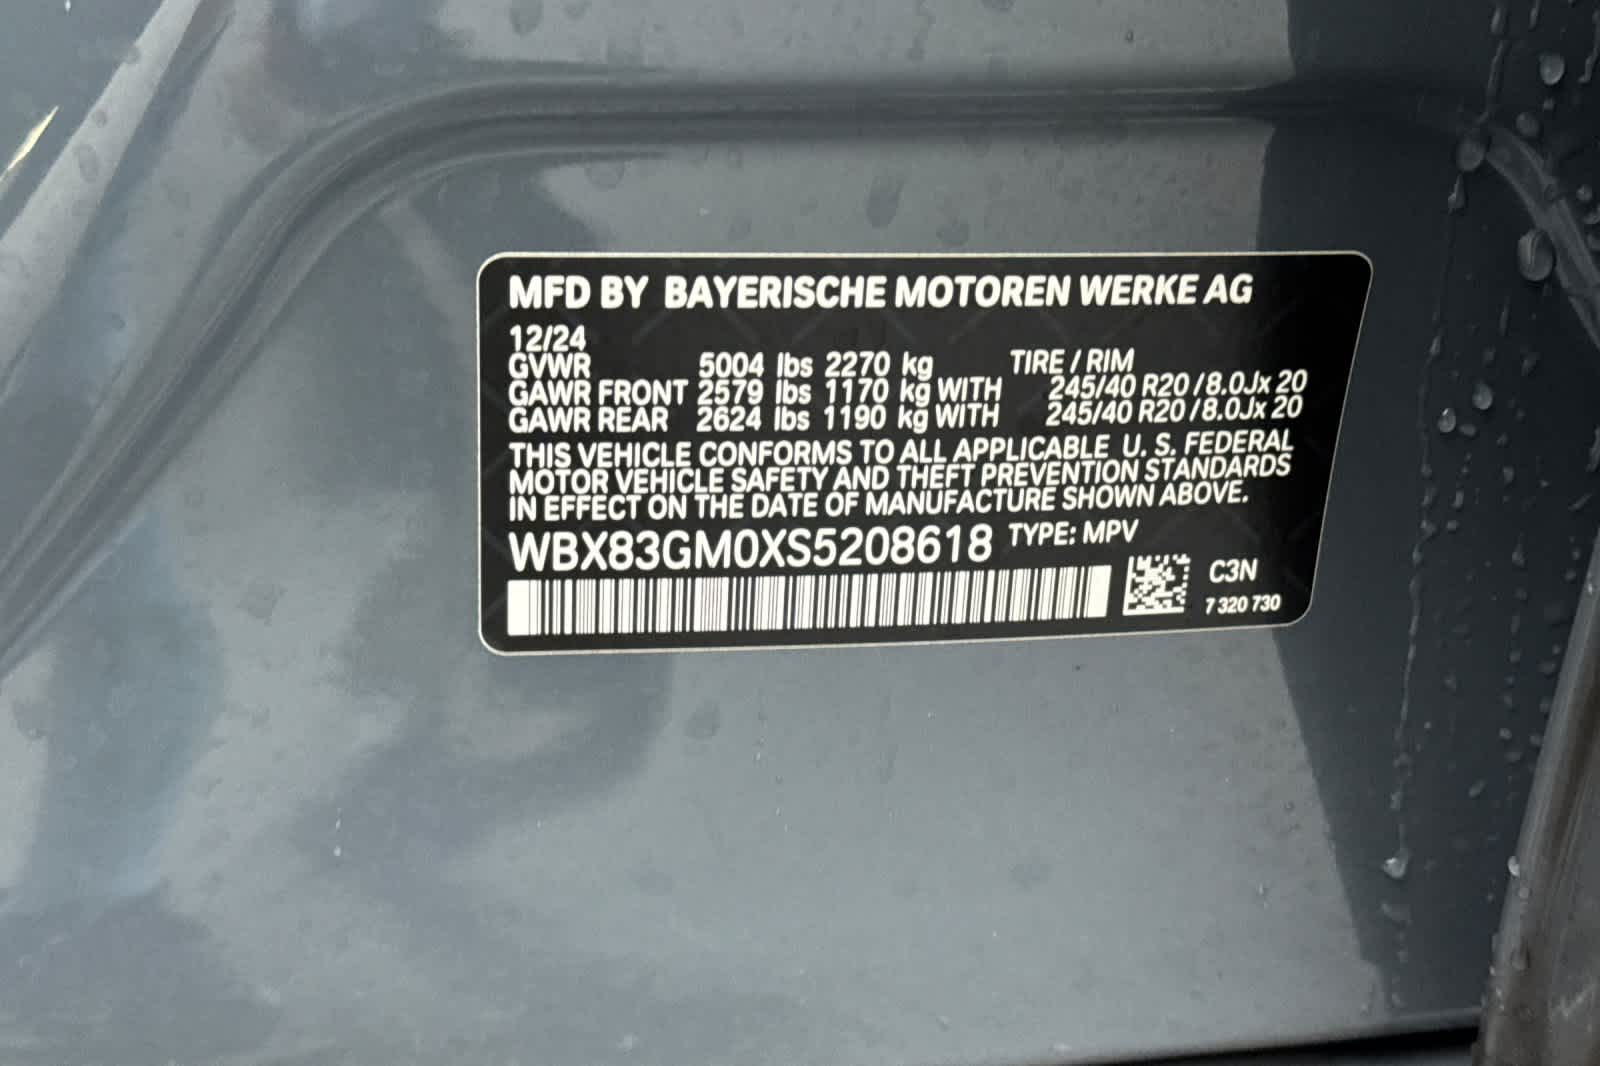 MFD BY BAYERISCHE MOTOREN WERKE AG
12/24
GVWR 5004 lbs 2270 kg TIRE / RIM
GAWR FRONT 2579 lbs 1170 kg WITH 245/40 R20 / 8.0Jx 20
GAWR REAR 2624 lbs 1190 kg WITH 245/40 R20 / 8.0Jx 20
THIS VEHICLE CONFORMS TO ALL APPLICABLE U. S. FEDERAL
MOTOR VEHICLE SAFETY AND THEFT PREVENTION STANDARDS
IN EFFECT ON THE DATE OF MANUFACTURE SHOWN ABOVE.
WBX83GM0XS5208618 TYPE: MPV
C3N
7 320 730